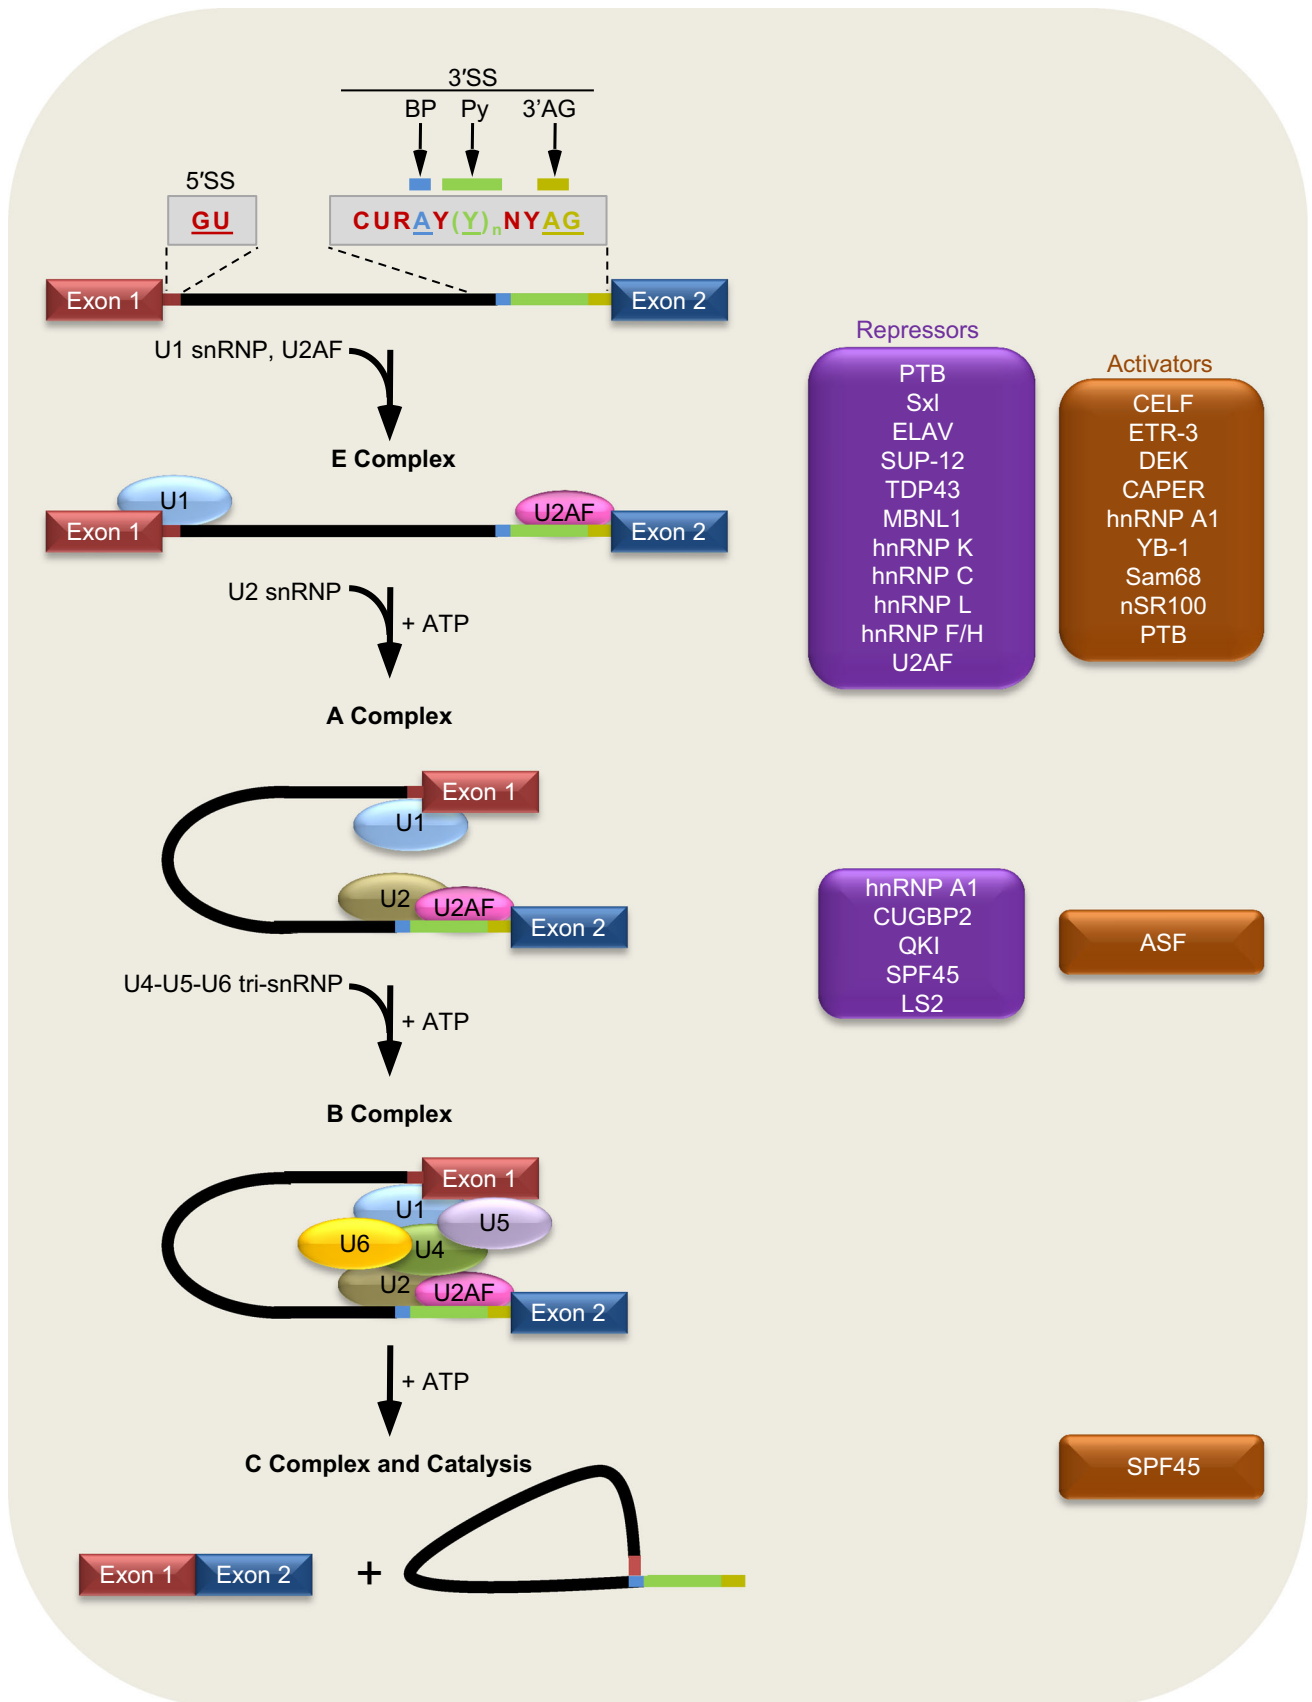 3′SS
BP Py 3’AG
5′SS
GU
CURAY(Y)nNYAG
Exon 1
Exon 2
U1 snRNP, U2AF
E Complex
U1
U2AF
Exon 1
Exon 2
U2 snRNP
+ ATP
A Complex
Exon 1
U1
U2
U2AF
Exon 2
U4-U5-U6 tri-snRNP
+ ATP
B Complex
Exon 1
U1
U5
U6
U4
U2
U2AF
Exon 2
+ ATP
C Complex and Catalysis
Exon 1
Exon 2
+
Repressors
PTB
Sxl
ELAV
SUP-12
TDP43
MBNL1
hnRNP K
hnRNP C
hnRNP L
hnRNP F/H
U2AF
Activators
CELF
ETR-3
DEK
CAPER
hnRNP A1
YB-1
Sam68
nSR100
PTB
hnRNP A1
CUGBP2
QKI
SPF45
LS2
ASF
SPF45